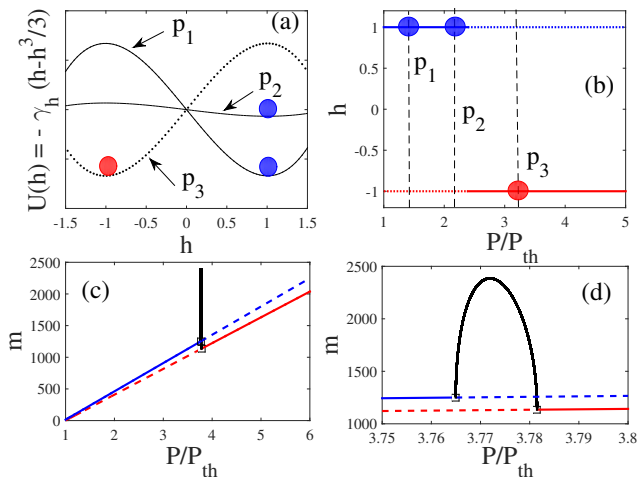 U(h) = - γ_h (h-h^3/3)
(a)
p_1
p_2
p_3
-1.5 -1 -0.5 0 0.5 1 1.5
h
h
1
0.5
0
-0.5
-1
(b)
p_1
p_2
p_3
1 2 3 4 5
P/P_th
m
2500
2000
1500
1000
500
0
(c)
1 2 3 4 5 6
P/P_th
m
2500
2000
1500
1000
(d)
3.75 3.76 3.77 3.78 3.79 3.8
P/P_th